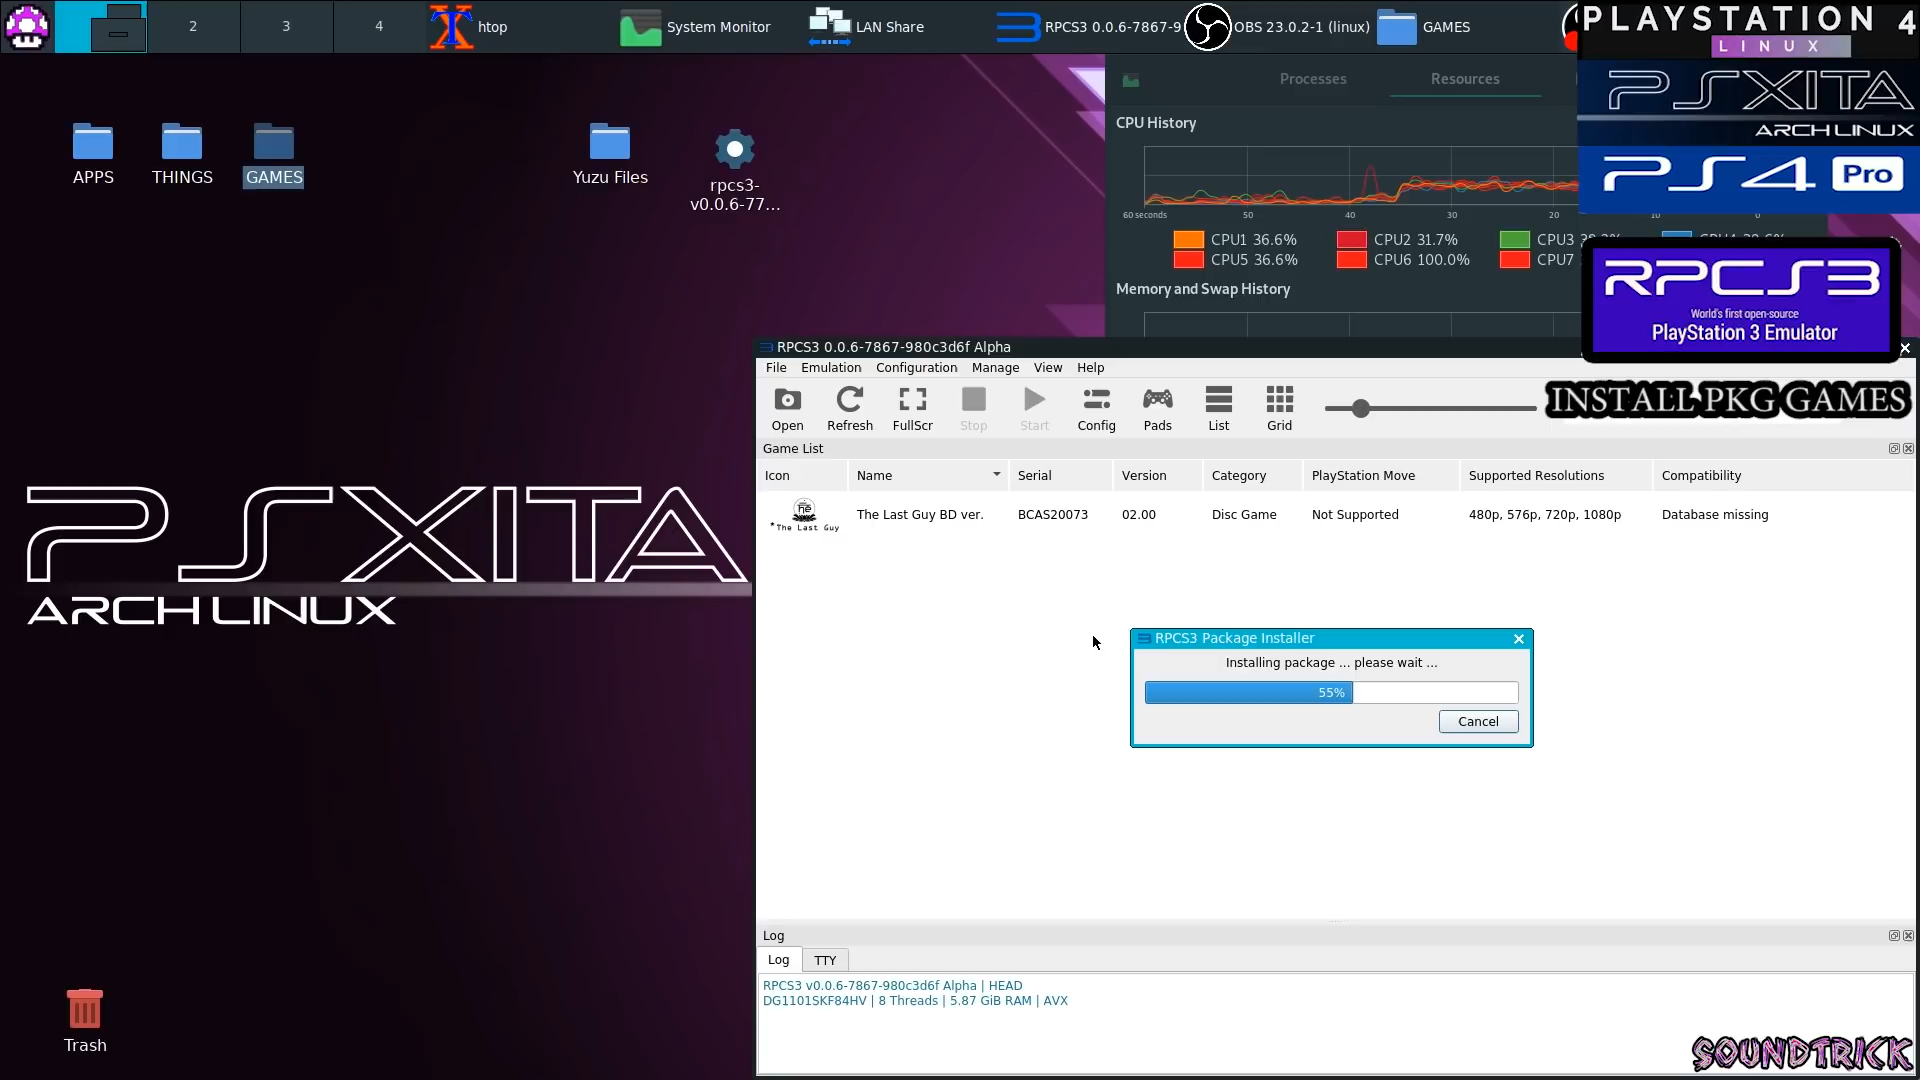 2
3
4
htop
System Monitor
LAN Share
RPCS3 0.0.6-7867-9
OBS 23.0.2-1 (linux)
GAMES
PLAYSTATION 4
LINUX
PSXITA
ARCH LINUX
PS4 Pro
RPCS3
World's first open-source
PlayStation 3 Emulator
INSTALL PKG GAMES
APPS
THINGS
GAMES
Yuzu Files
rpcs3-
v0.0.6-77...
Processes
Resources
CPU History
60 seconds 50 40 30 20 10 0
CPU1 36.6%
CPU2 31.7%
CPU3
CPU5 36.6%
CPU6 100.0%
CPU7
Memory and Swap History
PSXITA
ARCH LINUX
Trash
RPCS3 0.0.6-7867-980c3d6f Alpha
File Emulation Configuration Manage View Help
Open Refresh FullScr Stop Start Config Pads List Grid
Game List
Icon Name Serial Version Category PlayStation Move Supported Resolutions Compatibility
*The Last Guy
The Last Guy BD ver. BCAS20073 02.00 Disc Game Not Supported 480p, 576p, 720p, 1080p Database missing
RPCS3 Package Installer
Installing package ... please wait ...
55%
Cancel
Log
Log TTY
RPCS3 v0.0.6-7867-980c3d6f Alpha | HEAD
DG1101SKF84HV | 8 Threads | 5.87 GiB RAM | AVX
SOUNDTRICK